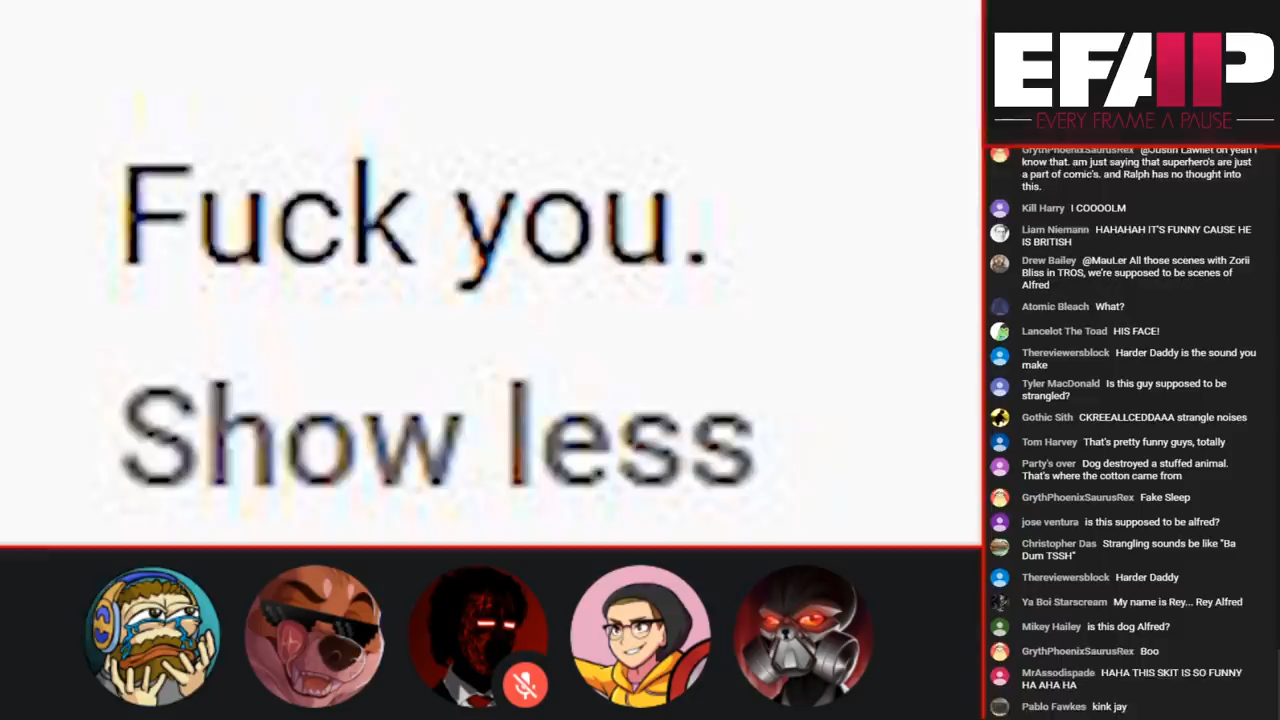 Fuck you.
Show less
EFAP
EVERY FRAME A PAUSE
GrythPhoenixSaurusRex @Justin Lawliet oh yeah I
know that. am just saying that superhero's are just
a part of comic's. and Ralph has no thought into
this.
Kill Harry I COOOOLM
Liam Niemann HAHAHAH IT'S FUNNY CAUSE HE
IS BRITISH
Drew Bailey @MauLer All those scenes with Zorii
Bliss in TROS, we're supposed to be scenes of
Alfred
Atomic Bleach What?
Lancelot The Toad HIS FACE!
Thereviewersblock Harder Daddy is the sound you
make
Tyler MacDonald Is this guy supposed to be
strangled?
Gothic Sith CKREEALLCEDDAAA strangle noises
Tom Harvey That's pretty funny guys, totally
Party's over Dog destroyed a stuffed animal.
That's where the cotton came from
GrythPhoenixSaurusRex Fake Sleep
jose ventura is this supposed to be alfred?
Christopher Das Strangling sounds be like "Ba
Dum TSSH"
Thereviewersblock Harder Daddy
Ya Boi Starscream My name is Rey... Rey Alfred
Mikey Hailey is this dog Alfred?
GrythPhoenixSaurusRex Boo
MrAssodispade HAHA THIS SKIT IS SO FUNNY
HA AHA HA
Pablo Fawkes kink jay